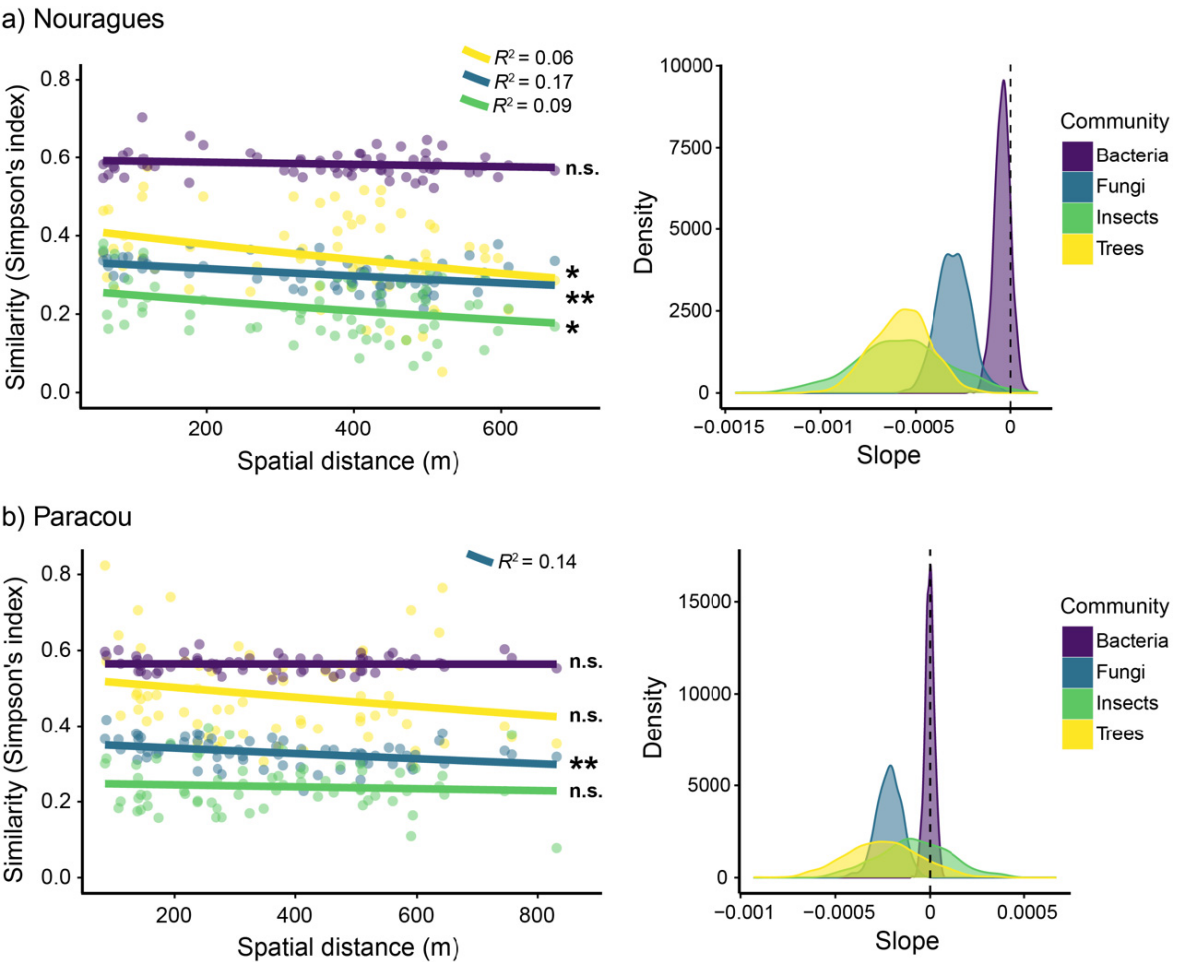 a) Nouragues
R² = 0.06
R² = 0.17
R² = 0.09
Similarity (Simpson's index)
0.8
0.6
0.4
0.2
0.0
n.s.
*
**
*
200 400 600
Spatial distance (m)
Density
10000
7500
5000
2500
0
−0.0015 −0.001 −0.0005 0
Slope
Community
Bacteria
Fungi
Insects
Trees
b) Paracou
R² = 0.14
Similarity (Simpson's index)
0.8
0.6
0.4
0.2
0.0
n.s.
n.s.
**
n.s.
200 400 600 800
Spatial distance (m)
Density
15000
10000
5000
0
−0.001 −0.0005 0 0.0005
Slope
Community
Bacteria
Fungi
Insects
Trees